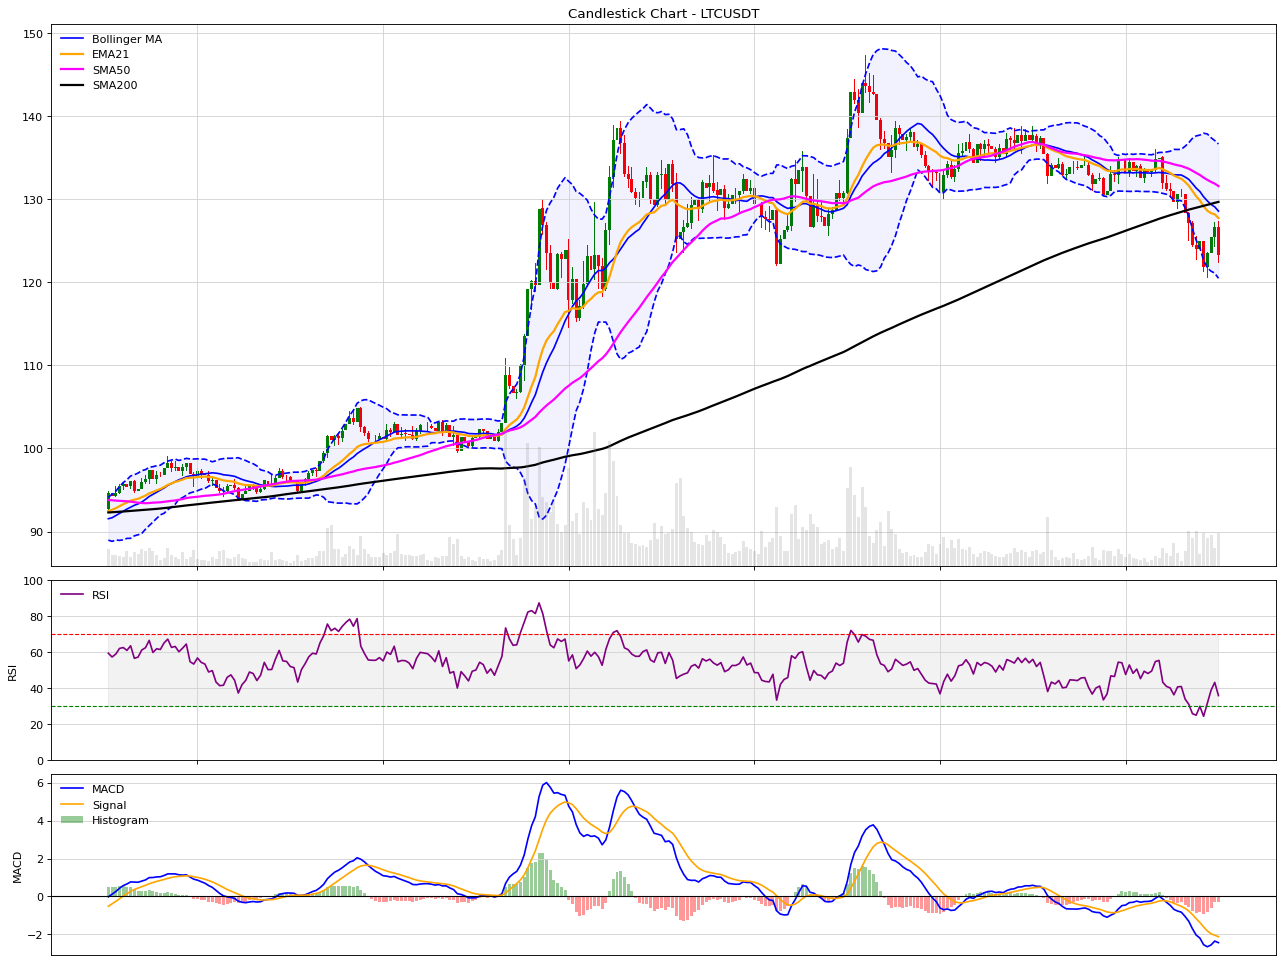 Candlestick Chart - LTCUSDT
Bollinger MA
EMA21
SMA50
SMA200
150
140
130
120
110
100
90
RSI
100
80
60
40
20
0
RSI
MACD
Signal
Histogram
6
4
2
0
−2
MACD